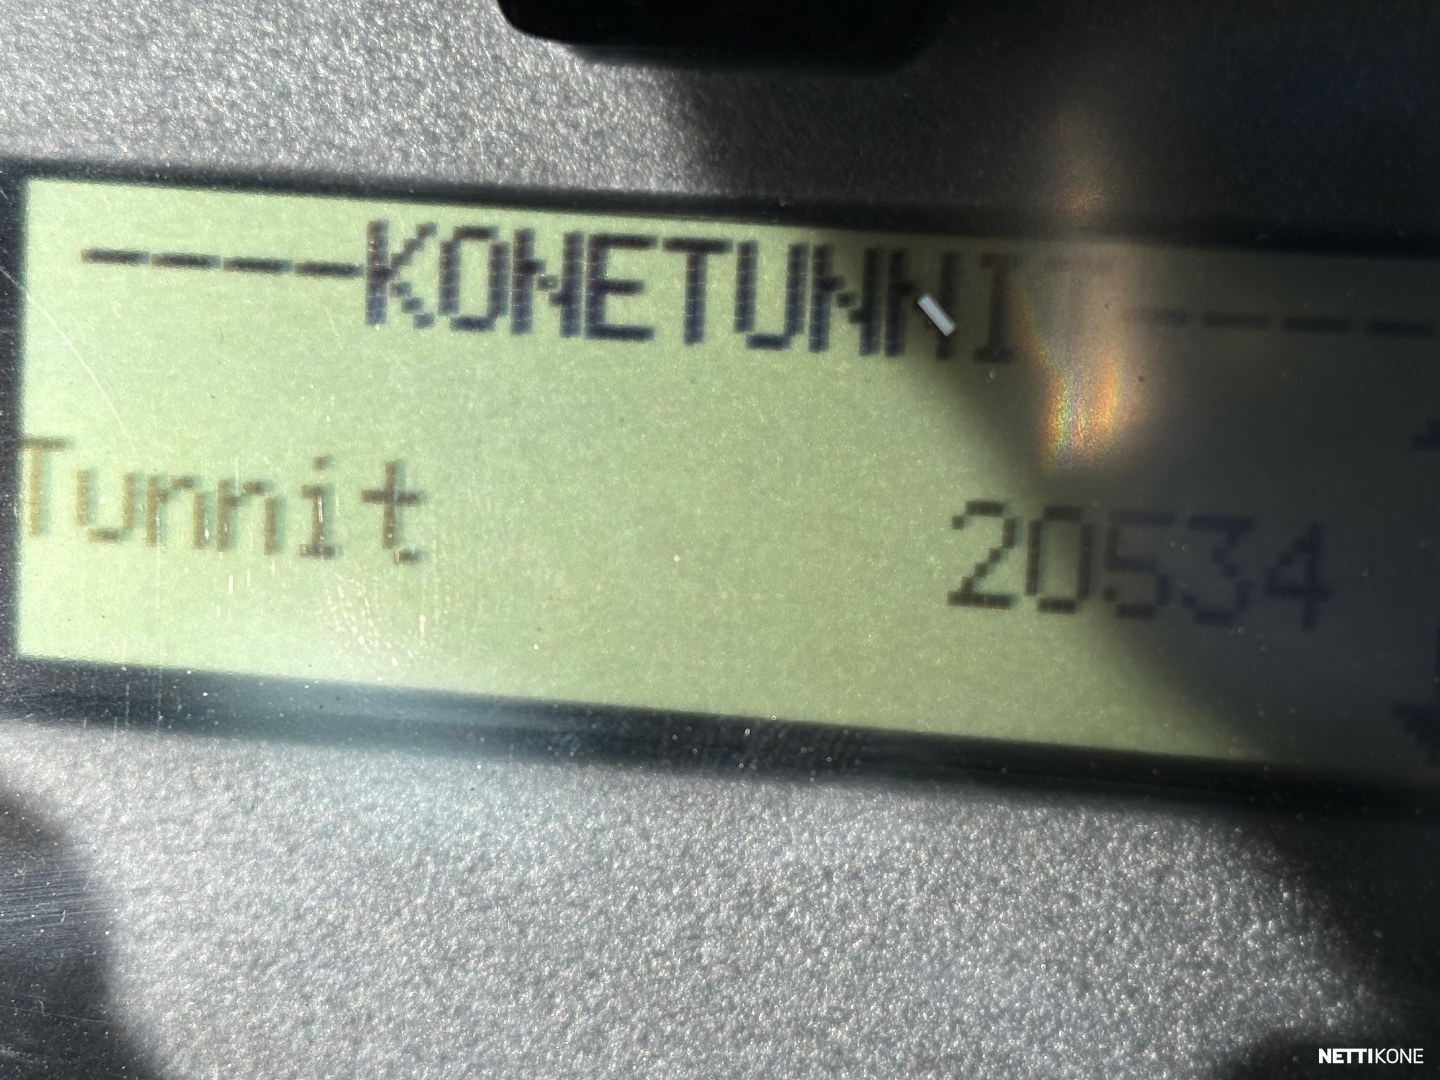 ----KONETUNNIT----
Tunnit 20534
NETTIKONE